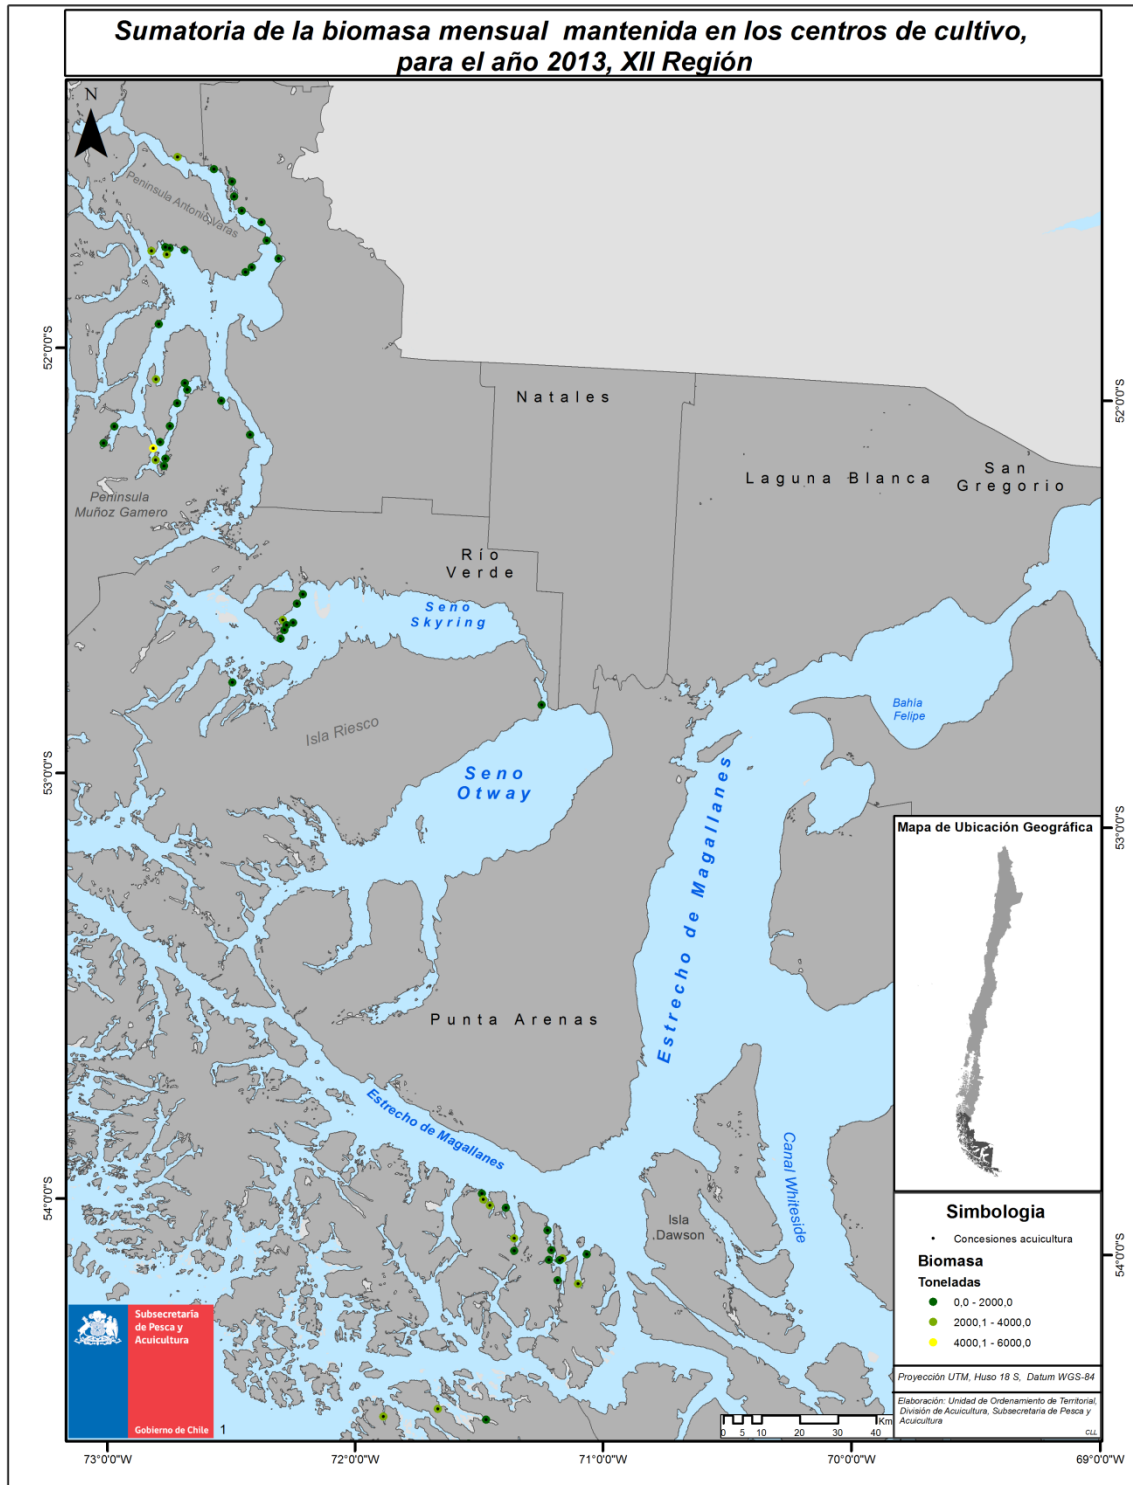 Sumatoria de la biomasa mensual mantenida en los centros de cultivo,
para el año 2013, XII Región
N
Peninsula Antonio Varas
52°0'0"S
52°0'0"S
Natales
Laguna Blanca
San
Gregorio
Peninsula
Muñoz Gamero
Río
Verde
Seno
Skyring
Isla Riesco
Bahía
Felipe
Seno
Otway
Estrecho de Magallanes
53°0'0"S
53°0'0"S
Mapa de Ubicación Geográfica
Punta Arenas
Estrecho de Magallanes
Canal Whiteside
Isla
Dawson
54°0'0"S
54°0'0"S
Simbologia
Concesiones acuicultura
Biomasa
Toneladas
0,0 - 2000,0
2000,1 - 4000,0
4000,1 - 6000,0
Subsecretaría
de Pesca y
Acuicultura
Gobierno de Chile
1
Proyección UTM, Huso 18 S, Datum WGS-84
Elaboración: Unidad de Ordenamiento de Territorial,
División de Acuicultura, Subsecretaria de Pesca y
Acuicultura
CLL
Km
0 5 10 20 30 40
73°0'0"W
72°0'0"W
71°0'0"W
70°0'0"W
69°0'0"W